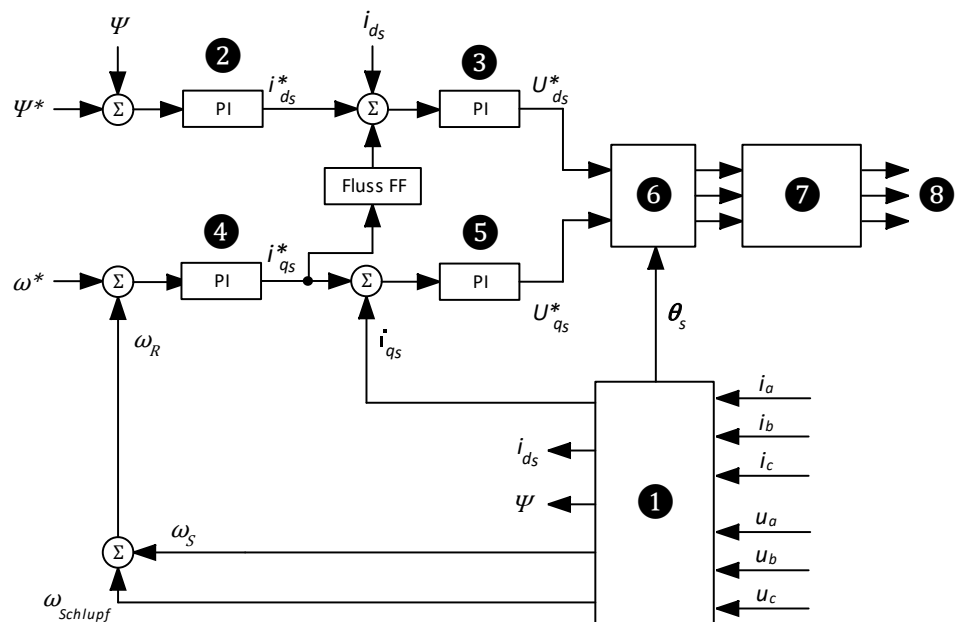 Ψ
i_ds
❷
❸
i*_ds
U*_ds
Ψ*
Σ
PI
Σ
PI
Fluss FF
❻
❼
❽
❹
❺
i*_qs
ω*
Σ
PI
Σ
PI
U*_qs
θ_s
ω_R
i_qs
i_a
i_b
i_ds
i_c
Ψ
❶
u_a
ω_S
Σ
u_b
ω_Schlupf
u_c